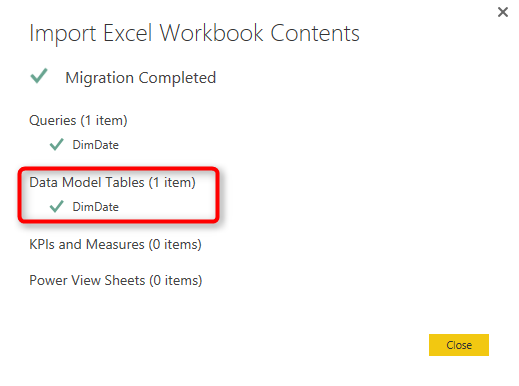 Import Excel Workbook Contents
Migration Completed
Queries (1 item)
DimDate
Data Model Tables (1 item)
DimDate
KPIs and Measures (0 items)
Power View Sheets (0 items)
Close